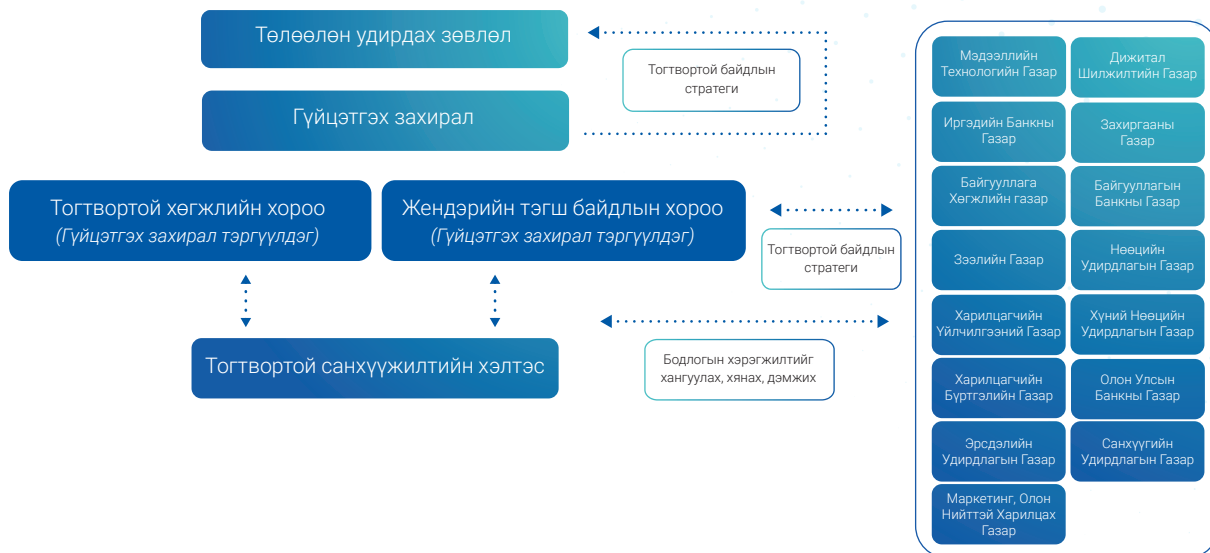 Төлөөлөн удирдах зөвлөл
Тогтвортой байдлын
стратеги
Гүйцэтгэх захирал
Тогтвортой хөгжлийн хороо
(Гүйцэтгэх захирал тэргүүлдэг)
Жендэрийн тэгш байдлын хороо
(Гүйцэтгэх захирал тэргүүлдэг)
Тогтвортой байдлын
стратеги
Тогтвортой санхүүжилтийн хэлтэс
Бодлогын хэрэгжилтийг
хангуулах, хянах, дэмжих
Мэдээллийн
Технологийн Газар
Дижитал
Шилжилтийн Газар
Иргэдийн Банкны
Газар
Захиргааны
Газар
Байгууллага
Хөгжлийн газар
Байгууллагын
Банкны Газар
Зээлийн Газар
Нөөцийн
Удирдлагын Газар
Харилцагчийн
Үйлчилгээний Газар
Хүний Нөөцийн
Удирдлагын Газар
Харилцагчийн
Бүртгэлийн Газар
Олон Улсын
Банкны Газар
Эрсдэлийн
Удирдлагын Газар
Санхүүгийн
Удирдлагын Газар
Маркетинг, Олон
Нийттэй Харилцах
Газар